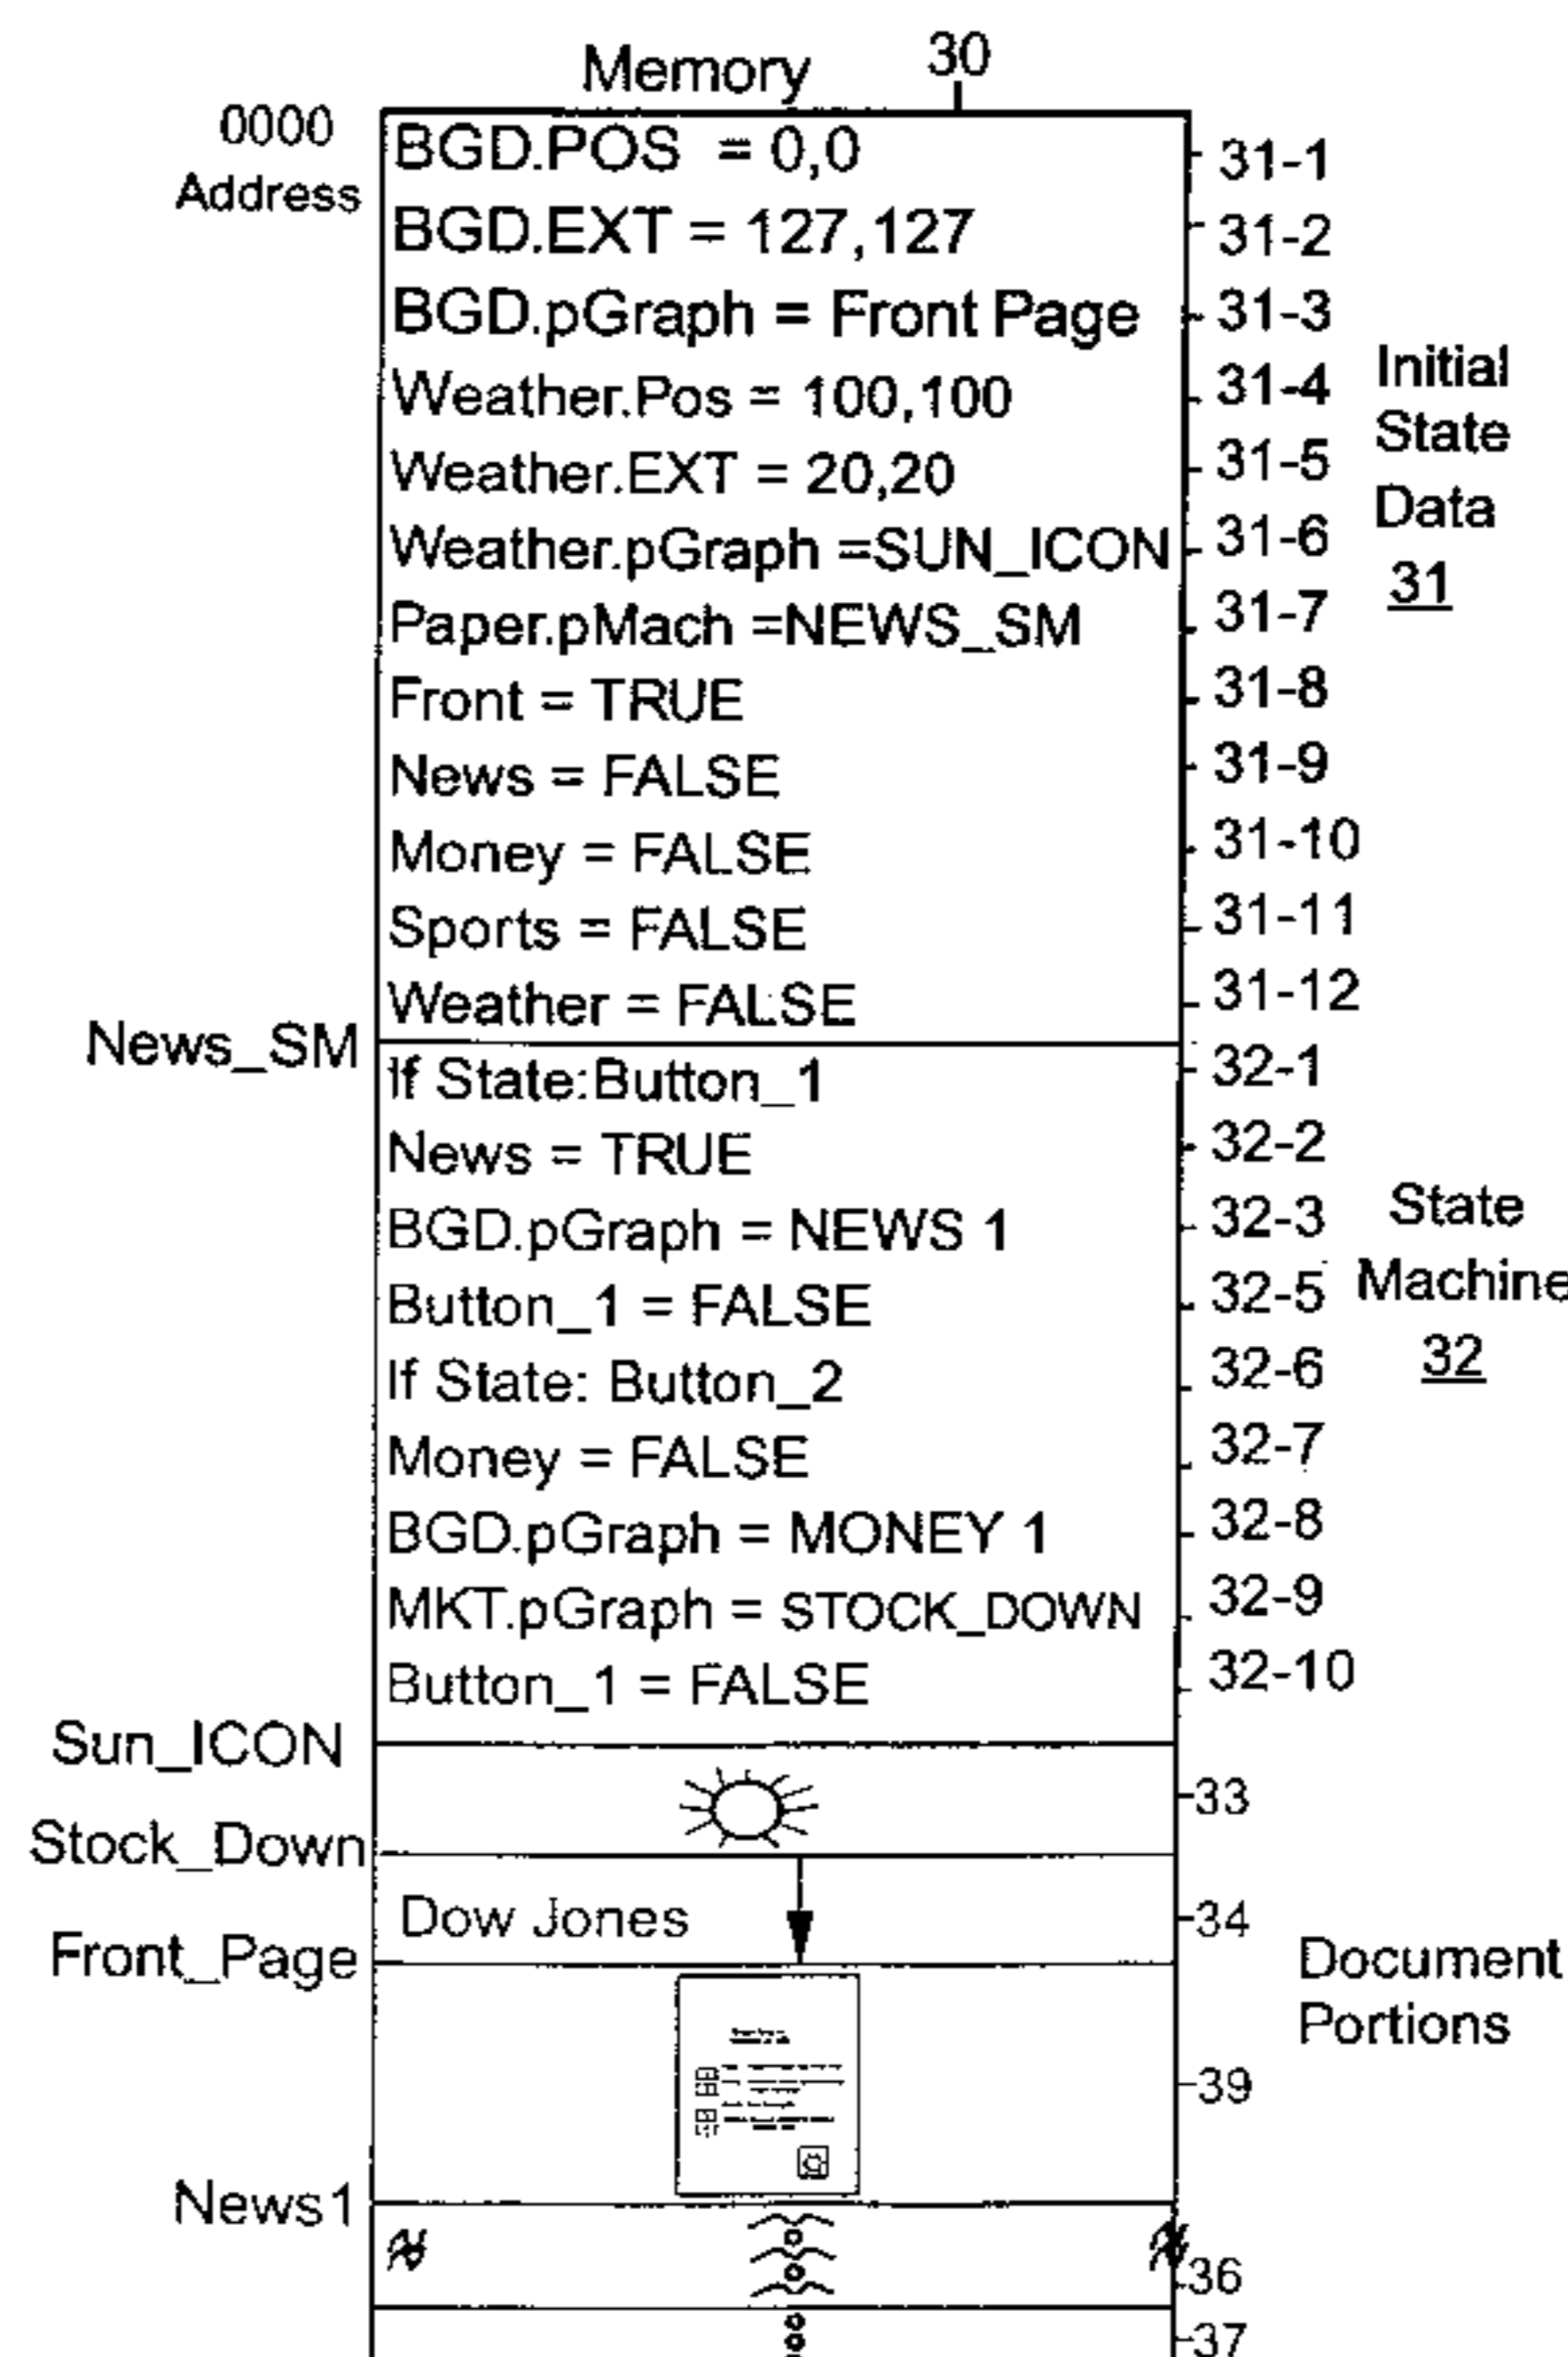 Memory 30
0000
Address
BGD.POS = 0,0 31-1
BGD.EXT = 127,127 31-2
BGD.pGraph = Front Page 31-3
Weather.Pos = 100,100 31-4
Weather.EXT = 20,20 31-5
Weather.pGraph =SUN_ICON 31-6
Paper.pMach =NEWS_SM 31-7
Front = TRUE 31-8
News = FALSE 31-9
Money = FALSE 31-10
Sports = FALSE 31-11
Weather = FALSE 31-12
Initial
State
Data
31
News_SM
If State:Button_1 32-1
News = TRUE 32-2
BGD.pGraph = NEWS 1 32-3
Button_1 = FALSE 32-5
If State: Button_2 32-6
Money = FALSE 32-7
BGD.pGraph = MONEY 1 32-8
MKT.pGraph = STOCK_DOWN 32-9
Button_1 = FALSE 32-10
State
Machine
32
Sun_ICON
33
Stock_Down
Dow Jones 34
Front_Page
39
Document
Portions
News1
36
37